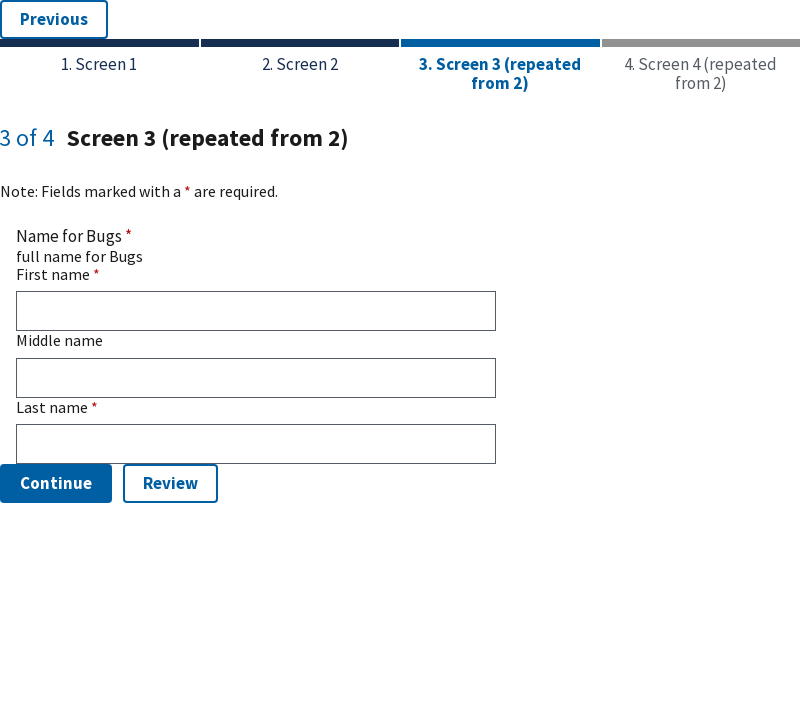 Previous
1. Screen 1
2. Screen 2
3. Screen 3 (repeated
from 2)
4. Screen 4 (repeated
from 2)
3 of 4 Screen 3 (repeated from 2)
Note: Fields marked with a * are required.
Name for Bugs *
full name for Bugs
First name *
Middle name
Last name *
Continue
Review